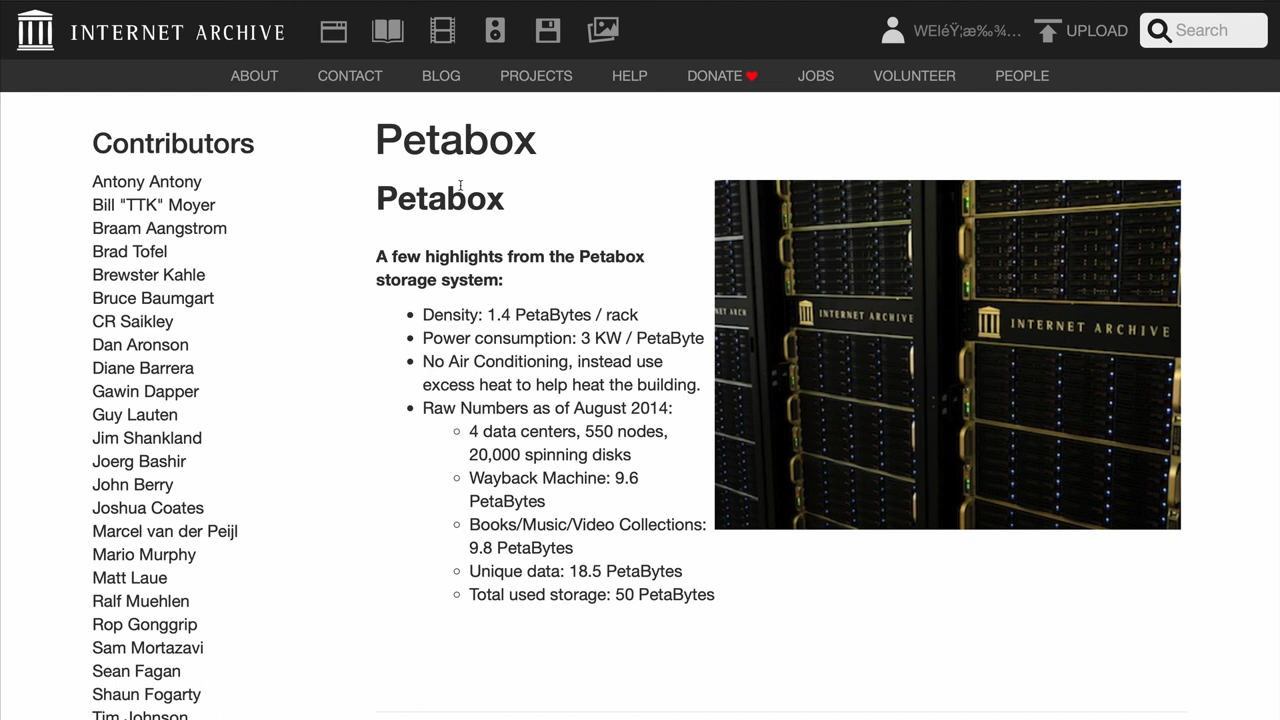 INTERNET ARCHIVE
UPLOAD
Search
ABOUT
CONTACT
BLOG
PROJECTS
HELP
DONATE
JOBS
VOLUNTEER
PEOPLE
Contributors
Antony Antony
Bill "TTK" Moyer
Braam Aangstrom
Brad Tofel
Brewster Kahle
Bruce Baumgart
CR Saikley
Dan Aronson
Diane Barrera
Gawin Dapper
Guy Lauten
Jim Shankland
Joerg Bashir
John Berry
Joshua Coates
Marcel van der Peijl
Mario Murphy
Matt Laue
Ralf Muehlen
Rop Gonggrip
Sam Mortazavi
Sean Fagan
Shaun Fogarty
Tim Johnson
Petabox
Petabox
A few highlights from the Petabox
storage system:
Density: 1.4 PetaBytes / rack
Power consumption: 3 KW / PetaByte
No Air Conditioning, instead use
excess heat to help heat the building.
Raw Numbers as of August 2014:
4 data centers, 550 nodes,
20,000 spinning disks
Wayback Machine: 9.6
PetaBytes
Books/Music/Video Collections:
9.8 PetaBytes
Unique data: 18.5 PetaBytes
Total used storage: 50 PetaBytes
NET ARCH
INTERNET ARCHIVE
INTERNET ARCHIVE